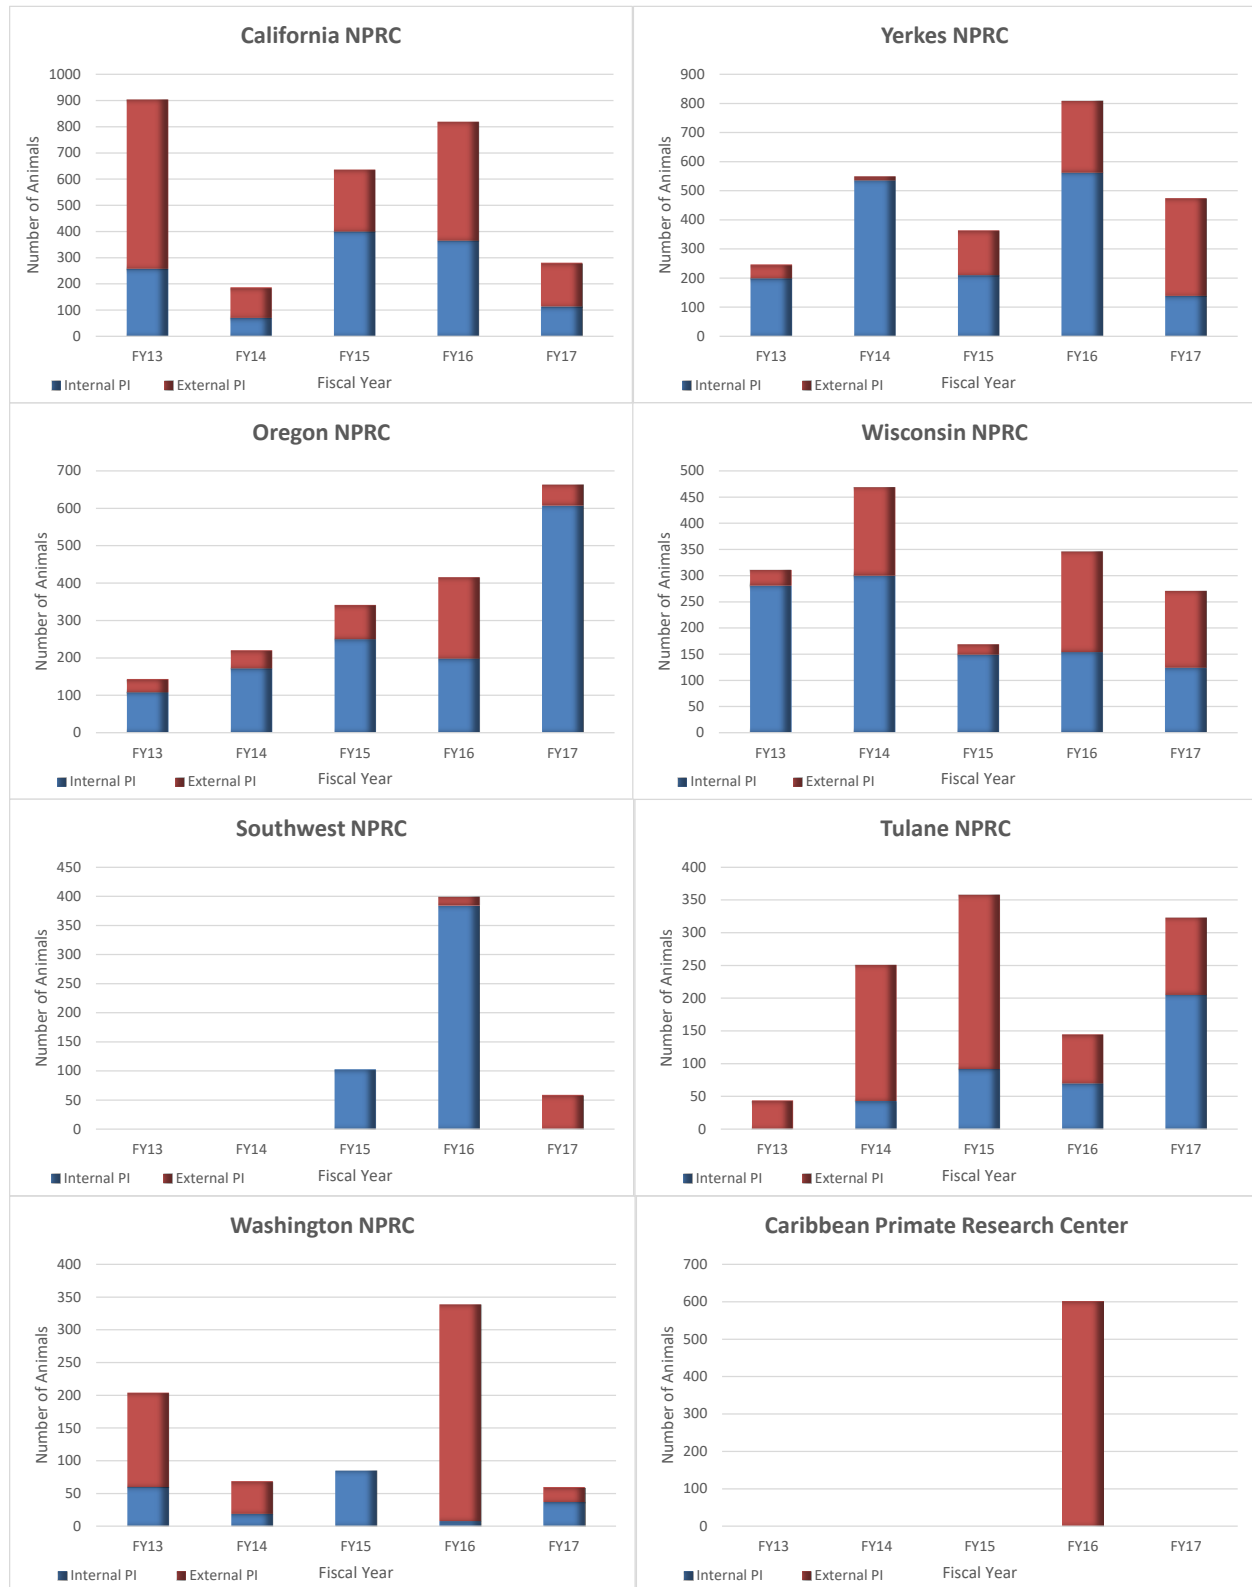 California NPRC
Number of Animals
1000
900
800
700
600
500
400
300
200
100
0
FY13 FY14 FY15 FY16 FY17
Fiscal Year
Internal PI External PI
Yerkes NPRC
Number of Animals
900
800
700
600
500
400
300
200
100
0
FY13 FY14 FY15 FY16 FY17
Fiscal Year
Internal PI External PI
Oregon NPRC
Number of Animals
700
600
500
400
300
200
100
0
FY13 FY14 FY15 FY16 FY17
Fiscal Year
Internal PI External PI
Wisconsin NPRC
Number of Animals
500
450
400
350
300
250
200
150
100
50
0
FY13 FY14 FY15 FY16 FY17
Fiscal Year
Internal PI External PI
Southwest NPRC
Number of Animals
450
400
350
300
250
200
150
100
50
0
FY13 FY14 FY15 FY16 FY17
Fiscal Year
Internal PI External PI
Tulane NPRC
Number of Animals
400
350
300
250
200
150
100
50
0
FY13 FY14 FY15 FY16 FY17
Fiscal Year
Internal PI External PI
Washington NPRC
Number of Animals
400
350
300
250
200
150
100
50
0
FY13 FY14 FY15 FY16 FY17
Fiscal Year
Internal PI External PI
Caribbean Primate Research Center
Number of Animals
700
600
500
400
300
200
100
0
FY13 FY14 FY15 FY16 FY17
Fiscal Year
Internal PI External PI